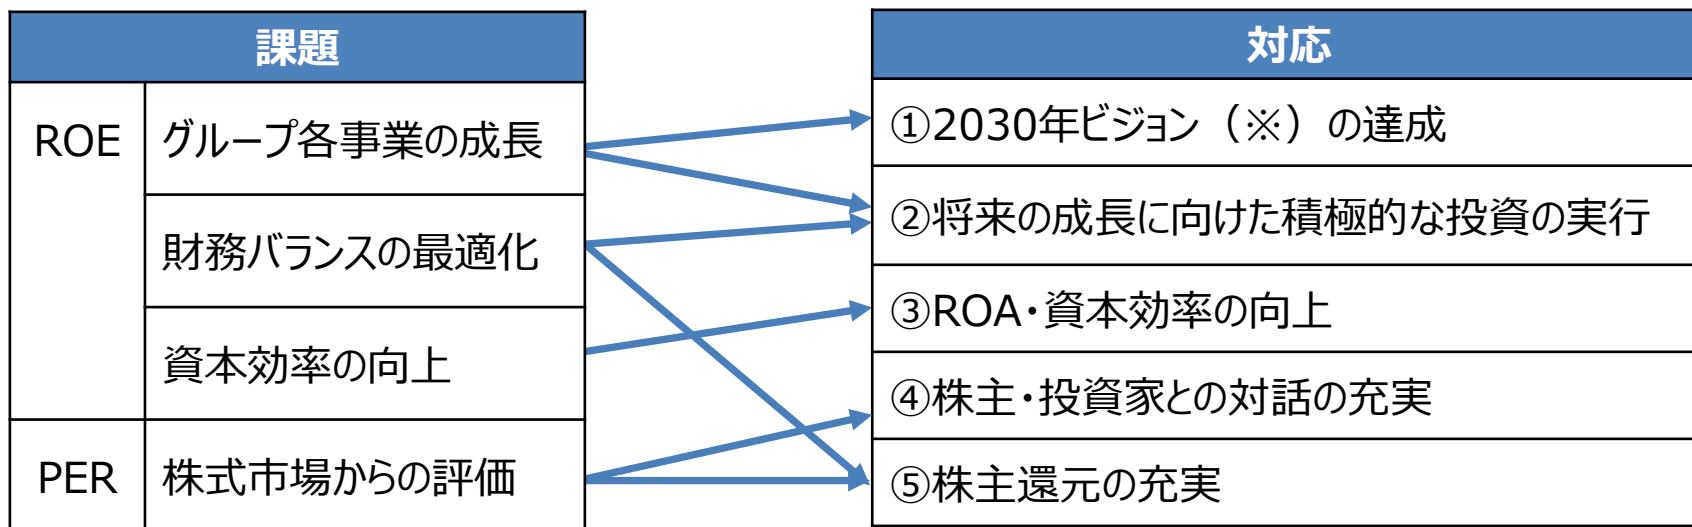 課題
ROE
グループ各事業の成長
財務バランスの最適化
資本効率の向上
PER
株式市場からの評価
対応
①2030年ビジョン（※）の達成
②将来の成長に向けた積極的な投資の実行
③ROA・資本効率の向上
④株主・投資家との対話の充実
⑤株主還元の充実